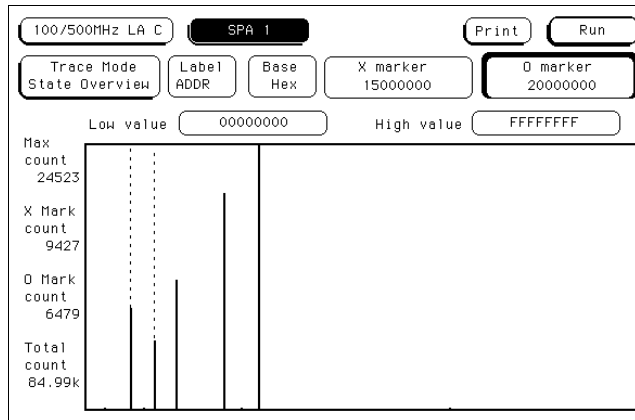 100/500MHz LA C
SPA 1
Print
Run
Trace Mode
State Overview
Label
ADDR
Base
Hex
X marker
15000000
O marker
20000000
Low value
00000000
High value
FFFFFFFF
Max
count
24523
X Mark
count
9427
O Mark
count
6479
Total
count
84.99k